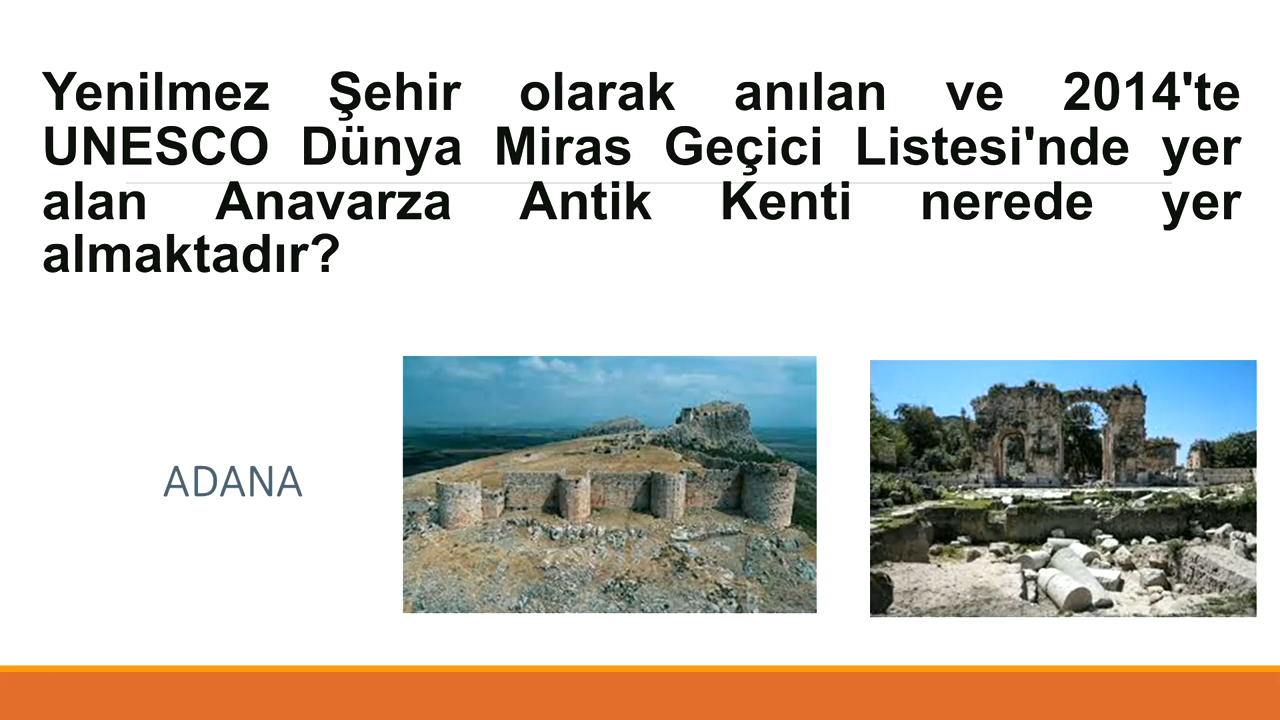 Yenilmez Şehir olarak anılan ve 2014'te
UNESCO Dünya Miras Geçici Listesi'nde yer
alan Anavarza Antik Kenti nerede yer
almaktadır?
ADANA